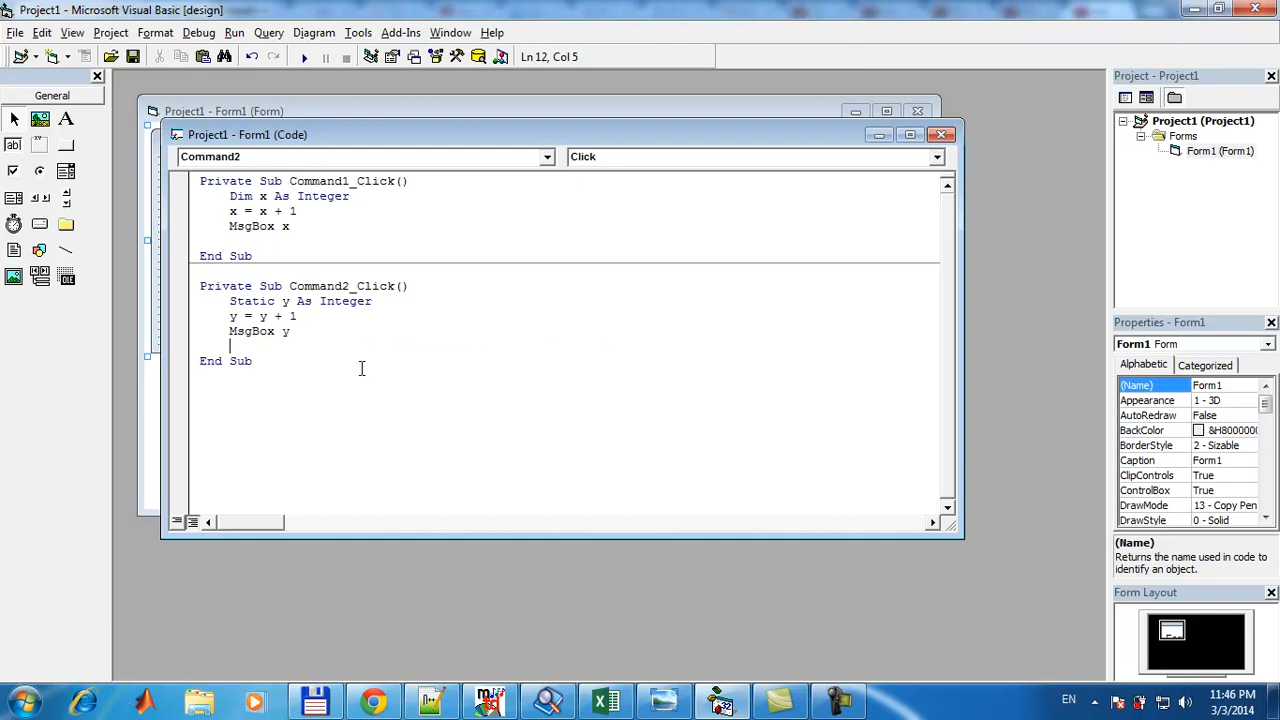 Project1 - Microsoft Visual Basic [design]
File Edit View Project Format Debug Run Query Diagram Tools Add-Ins Window Help
Ln 12, Col 5
General
Project1 - Form1 (Form)
Project1 - Form1 (Code)
Command2 Click
Private Sub Command1_Click()
Dim x As Integer
x = x + 1
MsgBox x
End Sub
Private Sub Command2_Click()
Static y As Integer
y = y + 1
MsgBox y
End Sub
Project - Project1
Project1 (Project1)
Forms
Form1 (Form1)
Properties - Form1
Form1 Form
Alphabetic Categorized
(Name) Form1
Appearance 1 - 3D
AutoRedraw False
BackColor &H8000000
BorderStyle 2 - Sizable
Caption Form1
ClipControls True
ControlBox True
DrawMode 13 - Copy Pen
DrawStyle 0 - Solid
(Name)
Returns the name used in code to
identify an object.
Form Layout
EN
11:46 PM
3/3/2014